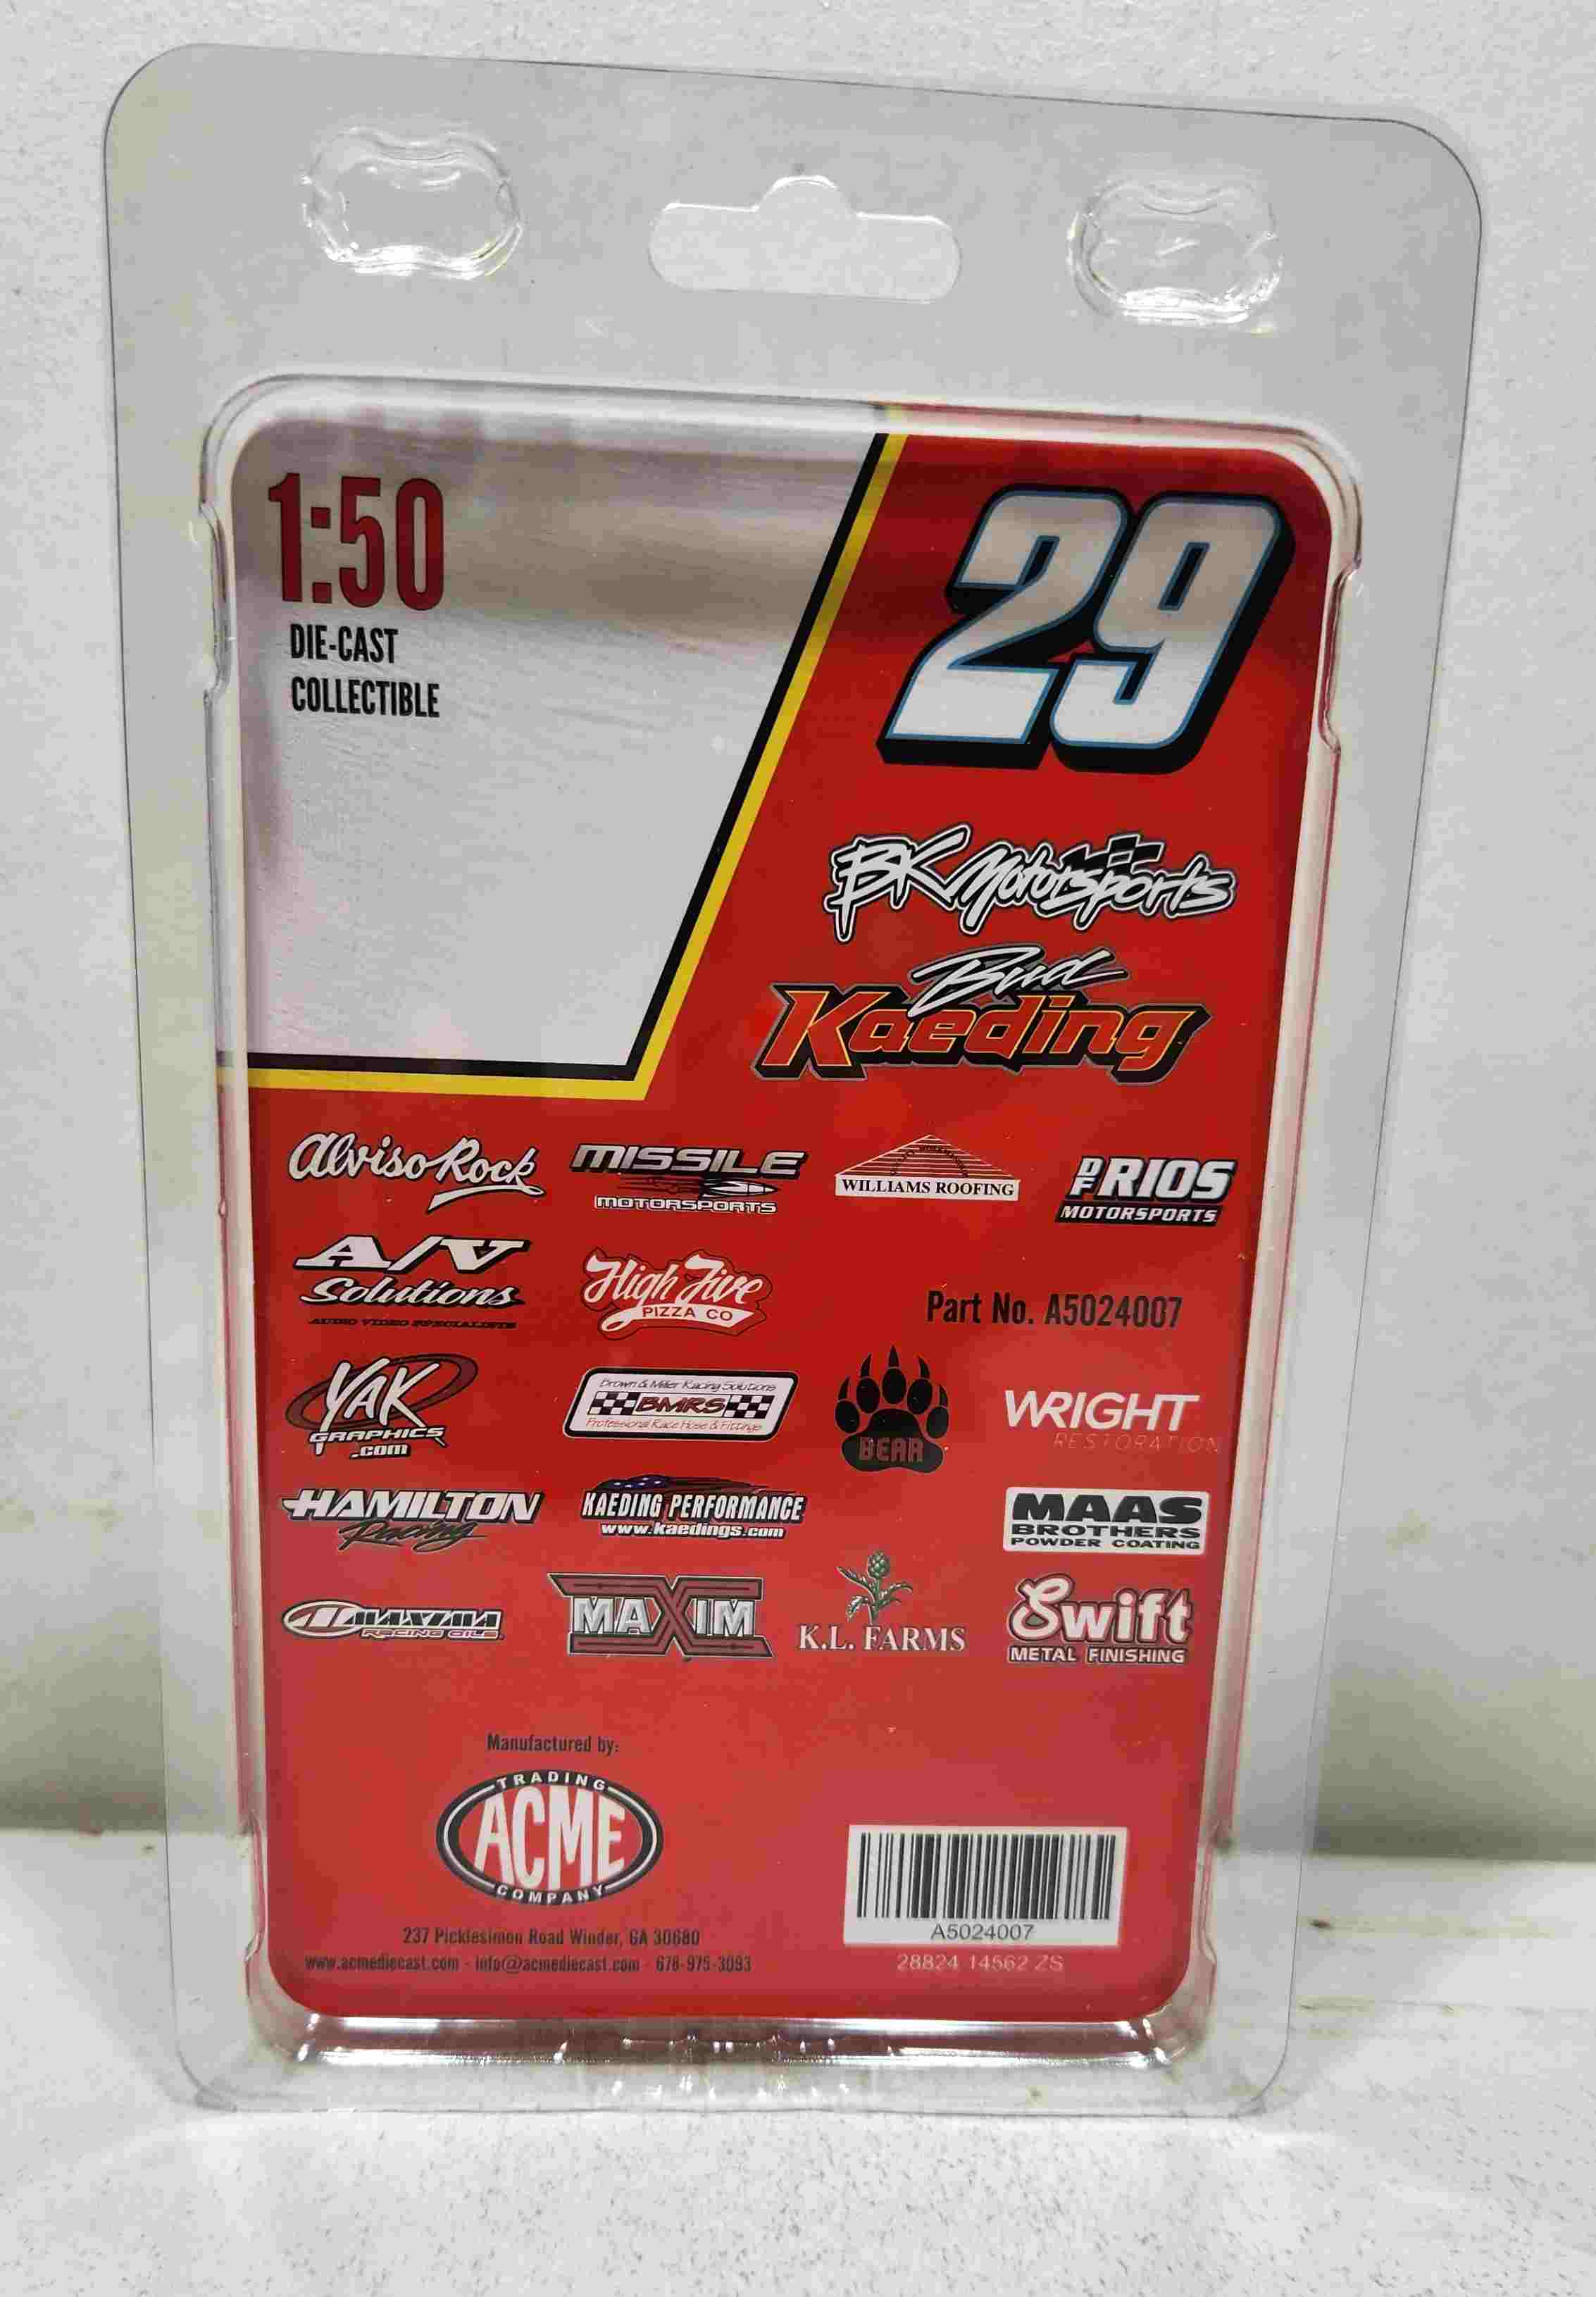 1:50
DIE-CAST
COLLECTIBLE
29
BK Motorsports
Bud
Kaeding
Alviso Rock
MISSILE
MOTORSPORTS
WILLIAMS ROOFING
DF RIOS
MOTORSPORTS
A/V
Solutions
AUDIO VIDEO SPECIALISTS
High Five
PIZZA CO
Part No. A5024007
YAK
GRAPHICS
.com
Brown & Miller Racing Solutions
BMRS
Professional Race Hose & Fittings
BEAR
WRIGHT
RESTORATION
HAMILTON
Racing
KAEDING PERFORMANCE
www.kaedings.com
MAAS
BROTHERS
POWDER COATING
MAXIMA
RACING OILS
MAXIM
K.L. FARMS
Swift
METAL FINISHING
Manufactured by:
TRADING
ACME
COMPANY
237 Picklesimon Road Winder, GA 30680
www.acmediecast.com - info@acmediecast.com - 678-975-3093
A5024007
28824 14562 ZS